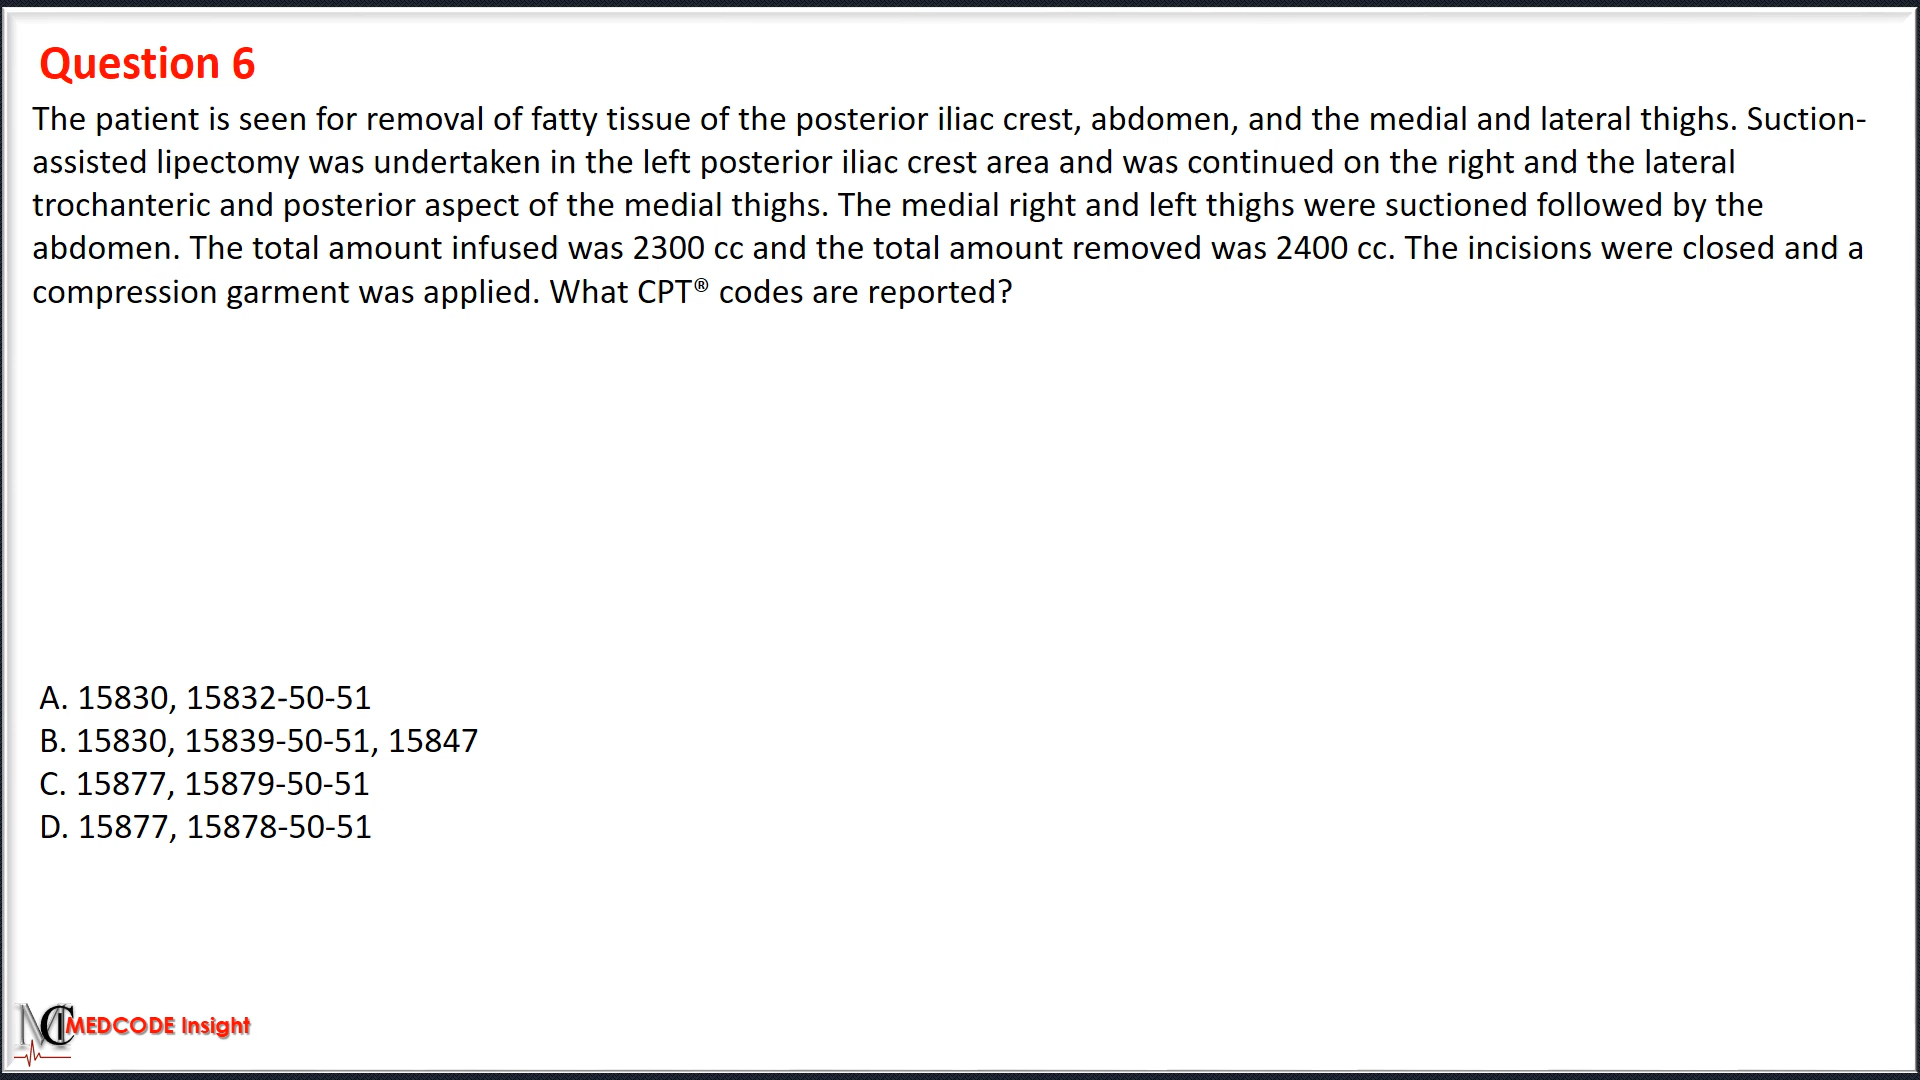 Question 6
The patient is seen for removal of fatty tissue of the posterior iliac crest, abdomen, and the medial and lateral thighs. Suction-
assisted lipectomy was undertaken in the left posterior iliac crest area and was continued on the right and the lateral
trochanteric and posterior aspect of the medial thighs. The medial right and left thighs were suctioned followed by the
abdomen. The total amount infused was 2300 cc and the total amount removed was 2400 cc. The incisions were closed and a
compression garment was applied. What CPT® codes are reported?
A. 15830, 15832-50-51
B. 15830, 15839-50-51, 15847
C. 15877, 15879-50-51
D. 15877, 15878-50-51
MCI MEDCODE Insight